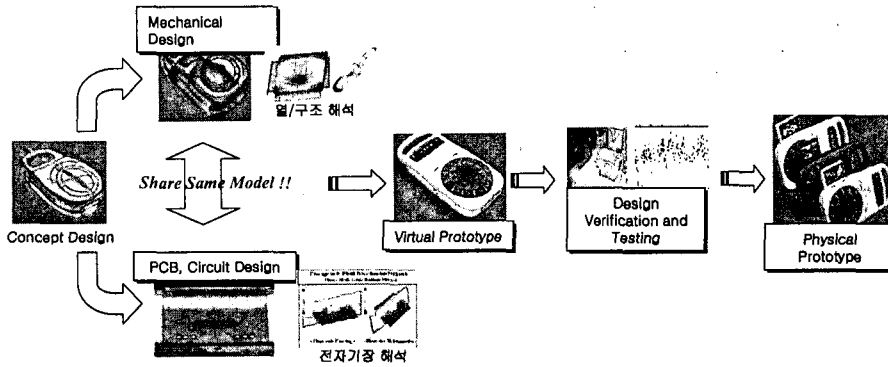 Mechanical
Design
열/구조 해석
Share Same Model !!
Concept Design
Virtual Prototype
Design
Verification and
Testing
Physical
Prototype
PCB, Circuit Design
전자기장 해석